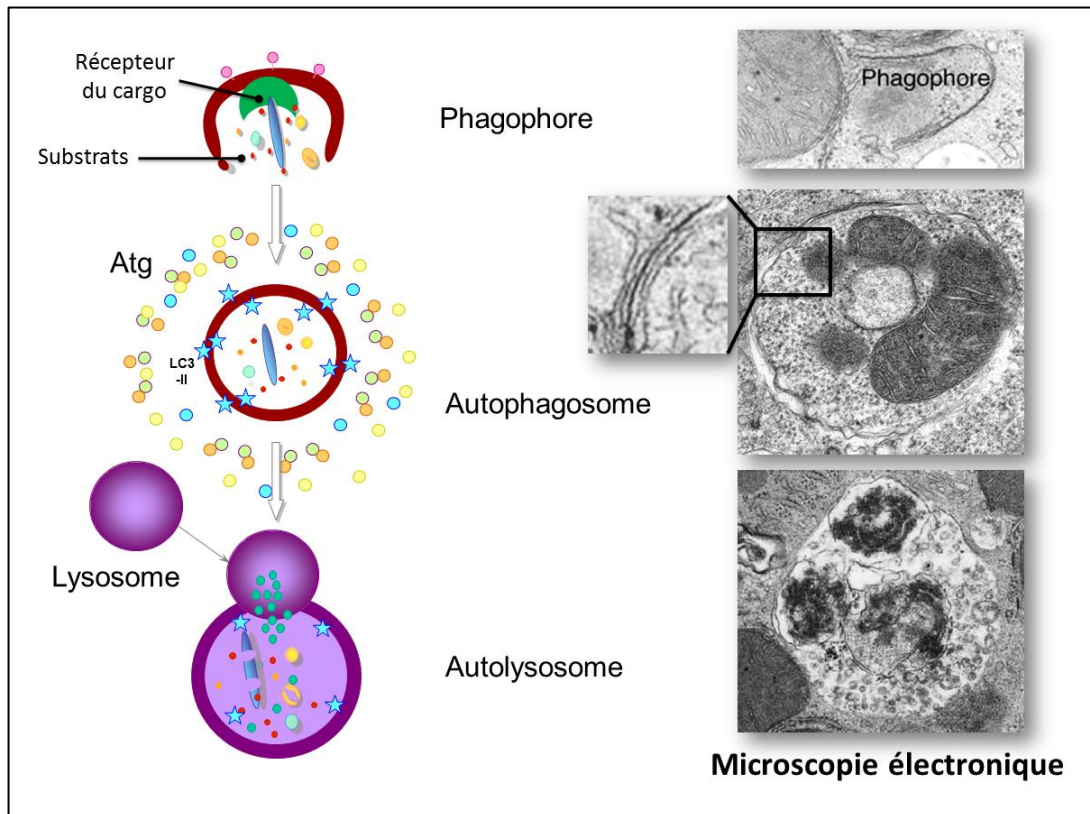 Récepteur
du cargo
Substrats
Phagophore
Phagophore
Atg
LC3
-II
Autophagosome
Lysosome
Autolysosome
Microscopie électronique